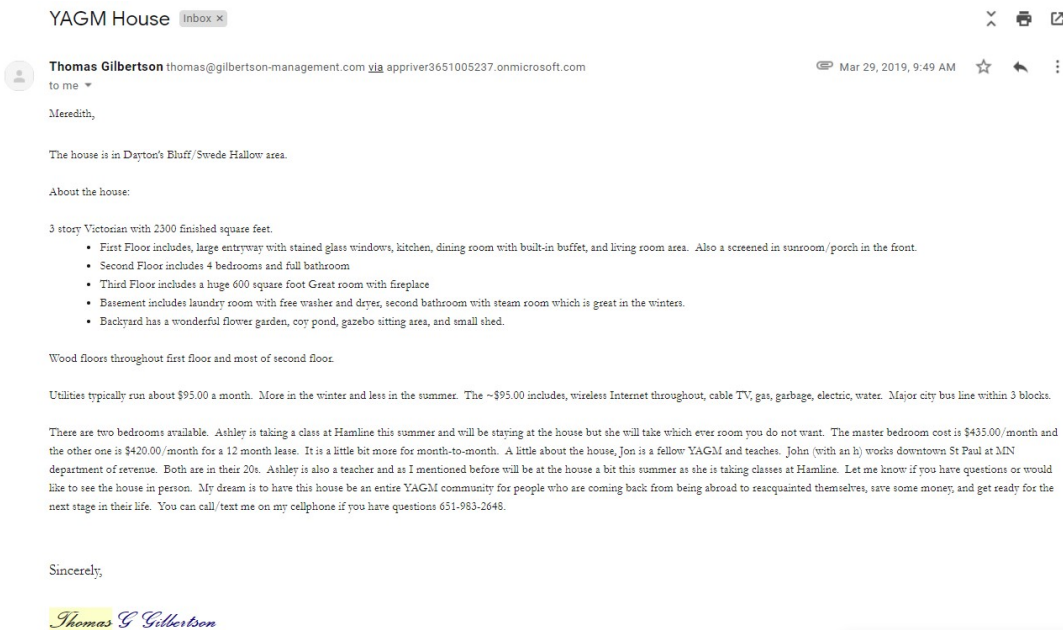 YAGM House Inbox ×
Thomas Gilbertson thomas@gilbertson-management.com via appriver3651005237.onmicrosoft.com
Mar 29, 2019, 9:49 AM
to me
Meredith,
The house is in Dayton's Bluff/Swede Hallow area.
About the house:
3 story Victorian with 2300 finished square feet.
• First Floor includes, large entryway with stained glass windows, kitchen, dining room with built-in buffet, and living room area. Also a screened in sunroom/porch in the front.
• Second Floor includes 4 bedrooms and full bathroom
• Third Floor includes a huge 600 square foot Great room with fireplace
• Basement includes laundry room with free washer and dryer, second bathroom with steam room which is great in the winters.
• Backyard has a wonderful flower garden, coy pond, gazebo sitting area, and small shed.
Wood floors throughout first floor and most of second floor.
Utilities typically run about $95.00 a month. More in the winter and less in the summer. The ~$95.00 includes, wireless Internet throughout, cable TV, gas, garbage, electric, water. Major city bus line within 3 blocks.
There are two bedrooms available. Ashley is taking a class at Hamline this summer and will be staying at the house but she will take which ever room you do not want. The master bedroom cost is $435.00/month and
the other one is $420.00/month for a 12 month lease. It is a little bit more for month-to-month. A little about the house, Jon is a fellow YAGM and teaches. John (with an h) works downtown St Paul at MN
department of revenue. Both are in their 20s. Ashley is also a teacher and as I mentioned before will be at the house a bit this summer as she is taking classes at Hamline. Let me know if you have questions or would
like to see the house in person. My dream is to have this house be an entire YAGM community for people who are coming back from being abroad to reacquainted themselves, save some money, and get ready for the
next stage in their life. You can call/text me on my cellphone if you have questions 651-983-2648.
Sincerely,
Thomas G Gilbertson